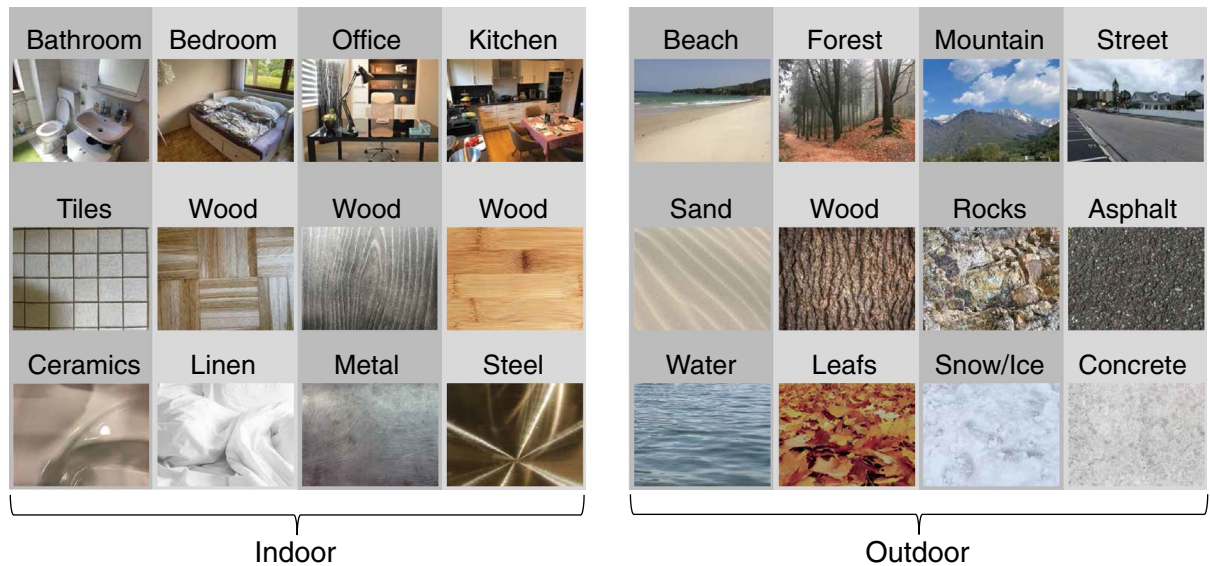 Bathroom Bedroom Office Kitchen
Beach Forest Mountain Street
Tiles Wood Wood Wood
Sand Wood Rocks Asphalt
Ceramics Linen Metal Steel
Water Leafs Snow/Ice Concrete
Indoor
Outdoor